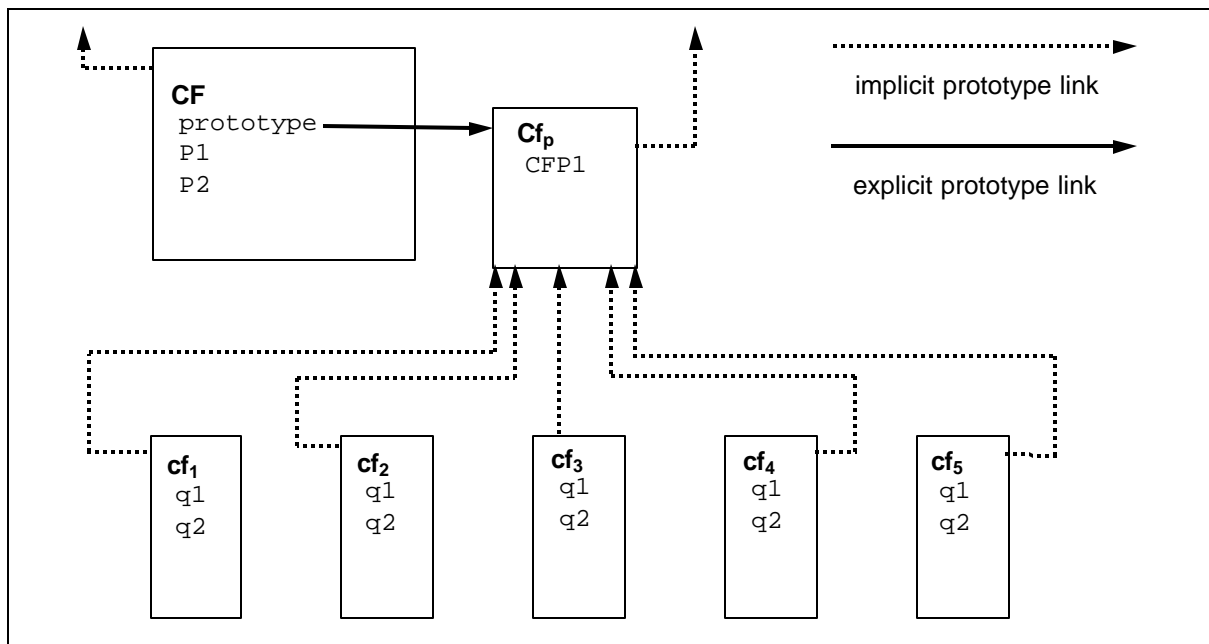 CF
prototype
P1
P2
Cfp
CFP1
implicit prototype link
explicit prototype link
cf1
q1
q2
cf2
q1
q2
cf3
q1
q2
cf4
q1
q2
cf5
q1
q2